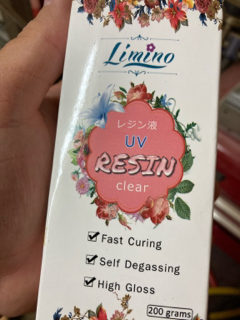 Limino
レジン液
UV
RESIN
clear
Fast Curing
Self Degassing
High Gloss
200 grams